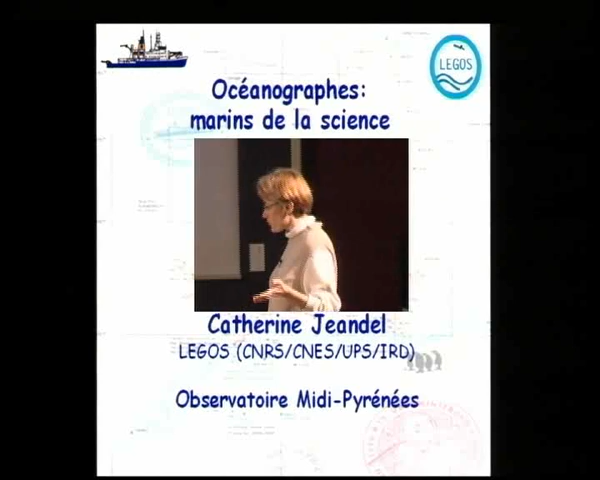 LEGOS
Océanographes:
marins de la science
Catherine Jeandel
LEGOS (CNRS/CNES/UPS/IRD)
Observatoire Midi-Pyrénées